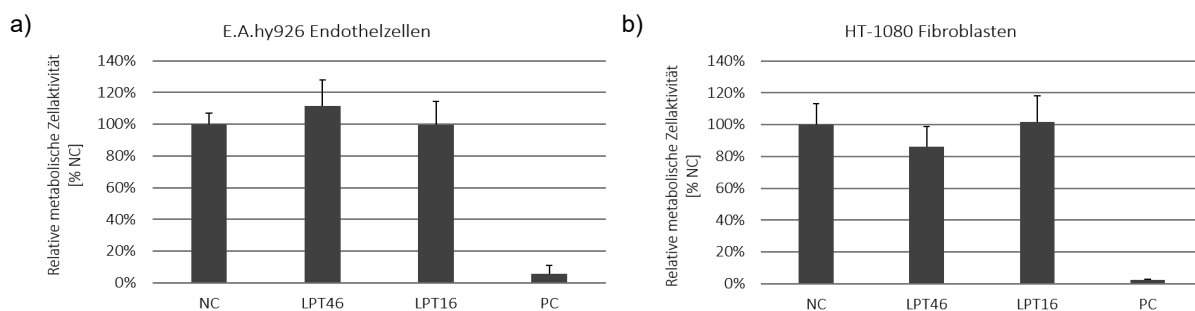 a)
E.A.hy926 Endothelzellen
Relative metabolische Zellaktivität
[% NC]
140%
120%
100%
80%
60%
40%
20%
0%
NC LPT46 LPT16 PC
b)
HT-1080 Fibroblasten
Relative metabolische Zellaktivität
[% NC]
140%
120%
100%
80%
60%
40%
20%
0%
NC LPT46 LPT16 PC